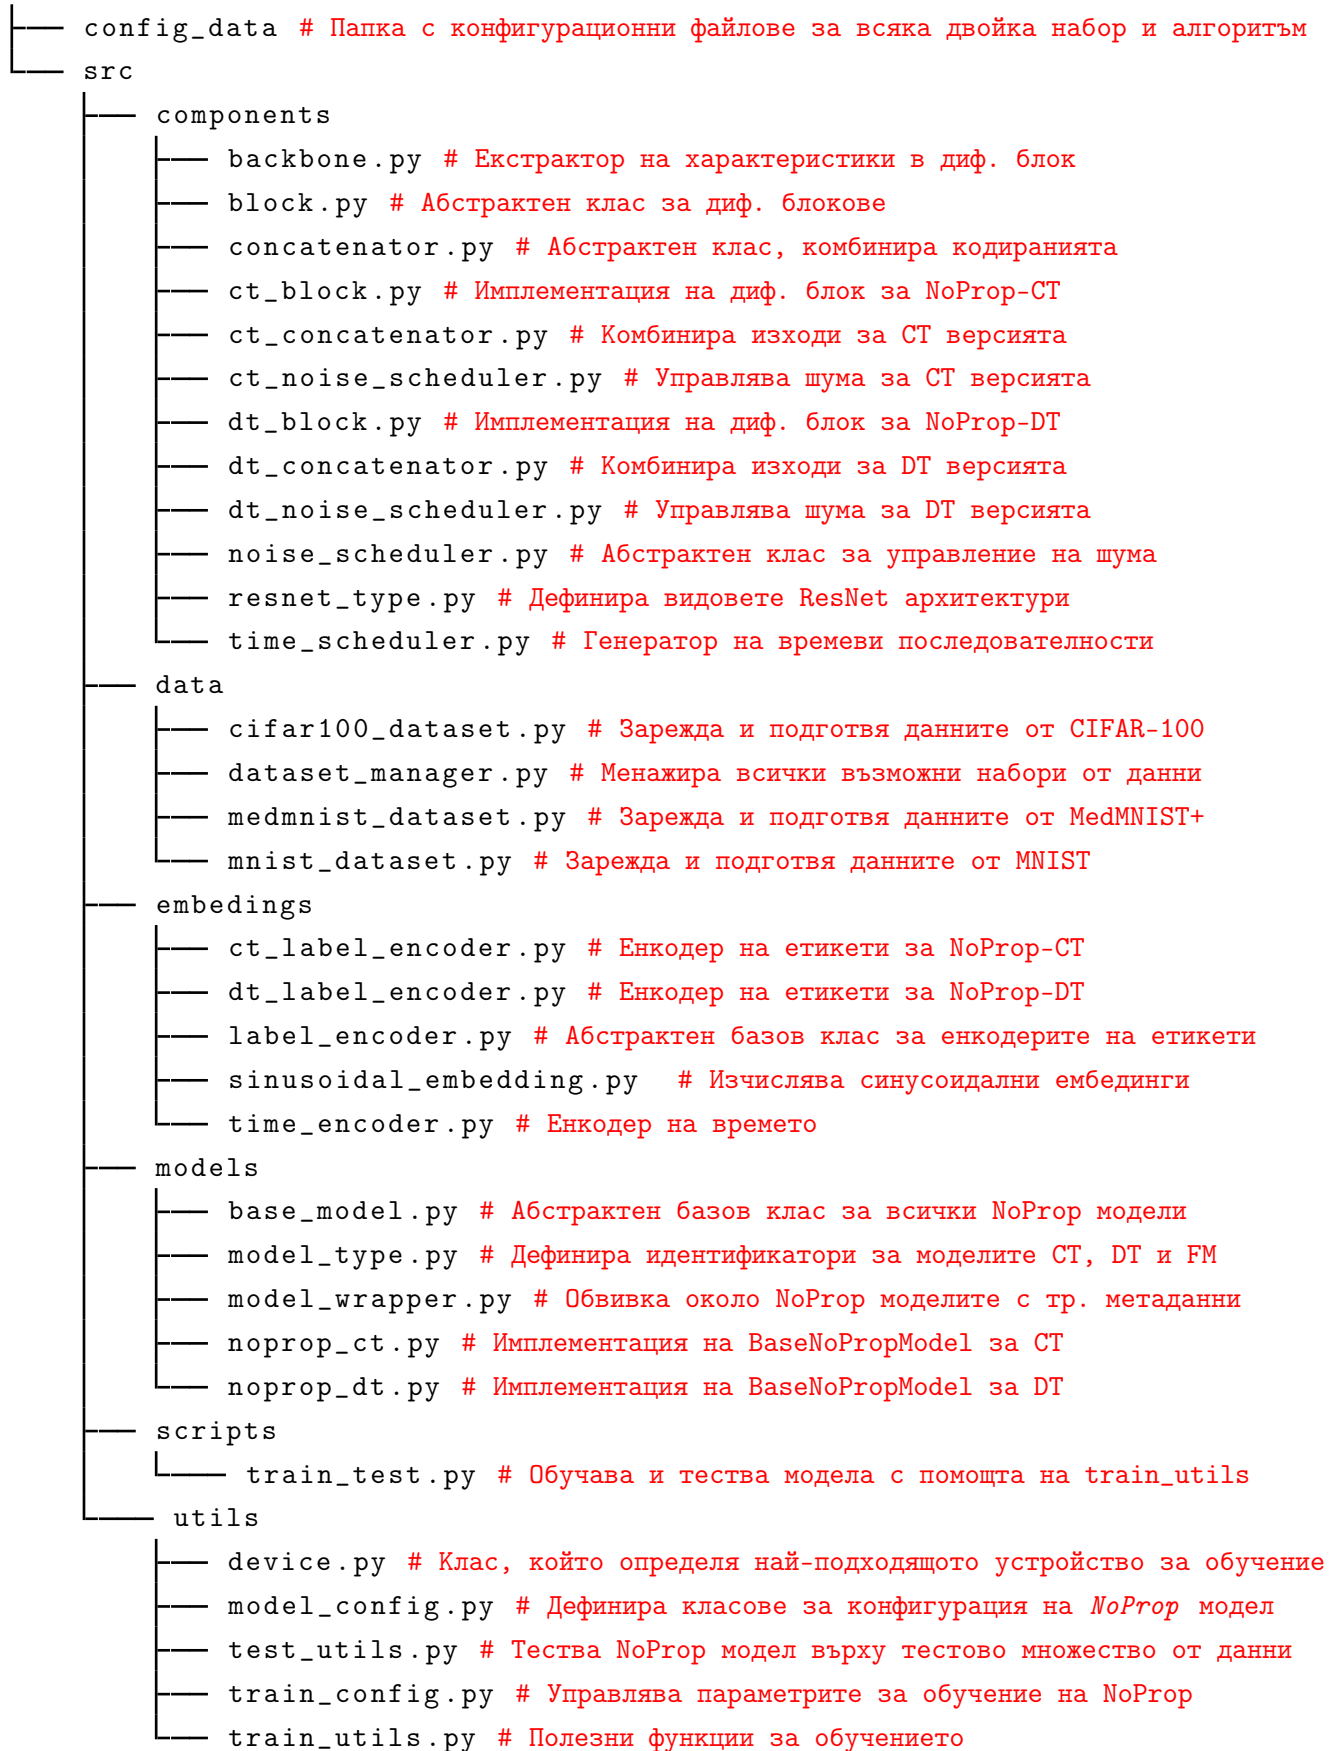 config_data # Папка с конфигурационни файлове за всяка двойка набор и алгоритъм
src
components
backbone.py # Екстрактор на характеристики в диф. блок
block.py # Абстрактен клас за диф. блокове
concatenator.py # Абстрактен клас, комбинира кодиранията
ct_block.py # Имплементация на диф. блок за NoProp-CT
ct_concatenator.py # Комбинира изходи за CT версията
ct_noise_scheduler.py # Управлява шума за CT версията
dt_block.py # Имплементация на диф. блок за NoProp-DT
dt_concatenator.py # Комбинира изходи за DT версията
dt_noise_scheduler.py # Управлява шума за DT версията
noise_scheduler.py # Абстрактен клас за управление на шума
resnet_type.py # Дефинира видовете ResNet архитектури
time_scheduler.py # Генератор на времеви последователности
data
cifar100_dataset.py # Зарежда и подготвя данните от CIFAR-100
dataset_manager.py # Менажира всички възможни набори от данни
medmnist_dataset.py # Зарежда и подготвя данните от MedMNIST+
mnist_dataset.py # Зарежда и подготвя данните от MNIST
embedings
ct_label_encoder.py # Енкодер на етикети за NoProp-CT
dt_label_encoder.py # Енкодер на етикети за NoProp-DT
label_encoder.py # Абстрактен базов клас за енкодерите на етикети
sinusoidal_embedding.py # Изчислява синусоидални ембединги
time_encoder.py # Енкодер на времето
models
base_model.py # Абстрактен базов клас за всички NoProp модели
model_type.py # Дефинира идентификатори за моделите CT, DT и FM
model_wrapper.py # Обвивка около NoProp моделите с тр. метаданни
noprop_ct.py # Имплементация на BaseNoPropModel за CT
noprop_dt.py # Имплементация на BaseNoPropModel за DT
scripts
train_test.py # Обучава и тества модела с помощта на train_utils
utils
device.py # Клас, който определя най-подходящото устройство за обучение
model_config.py # Дефинира класове за конфигурация на NoProp модел
test_utils.py # Тества NoProp модел върху тестово множество от данни
train_config.py # Управлява параметрите за обучение на NoProp
train_utils.py # Полезни функции за обучението